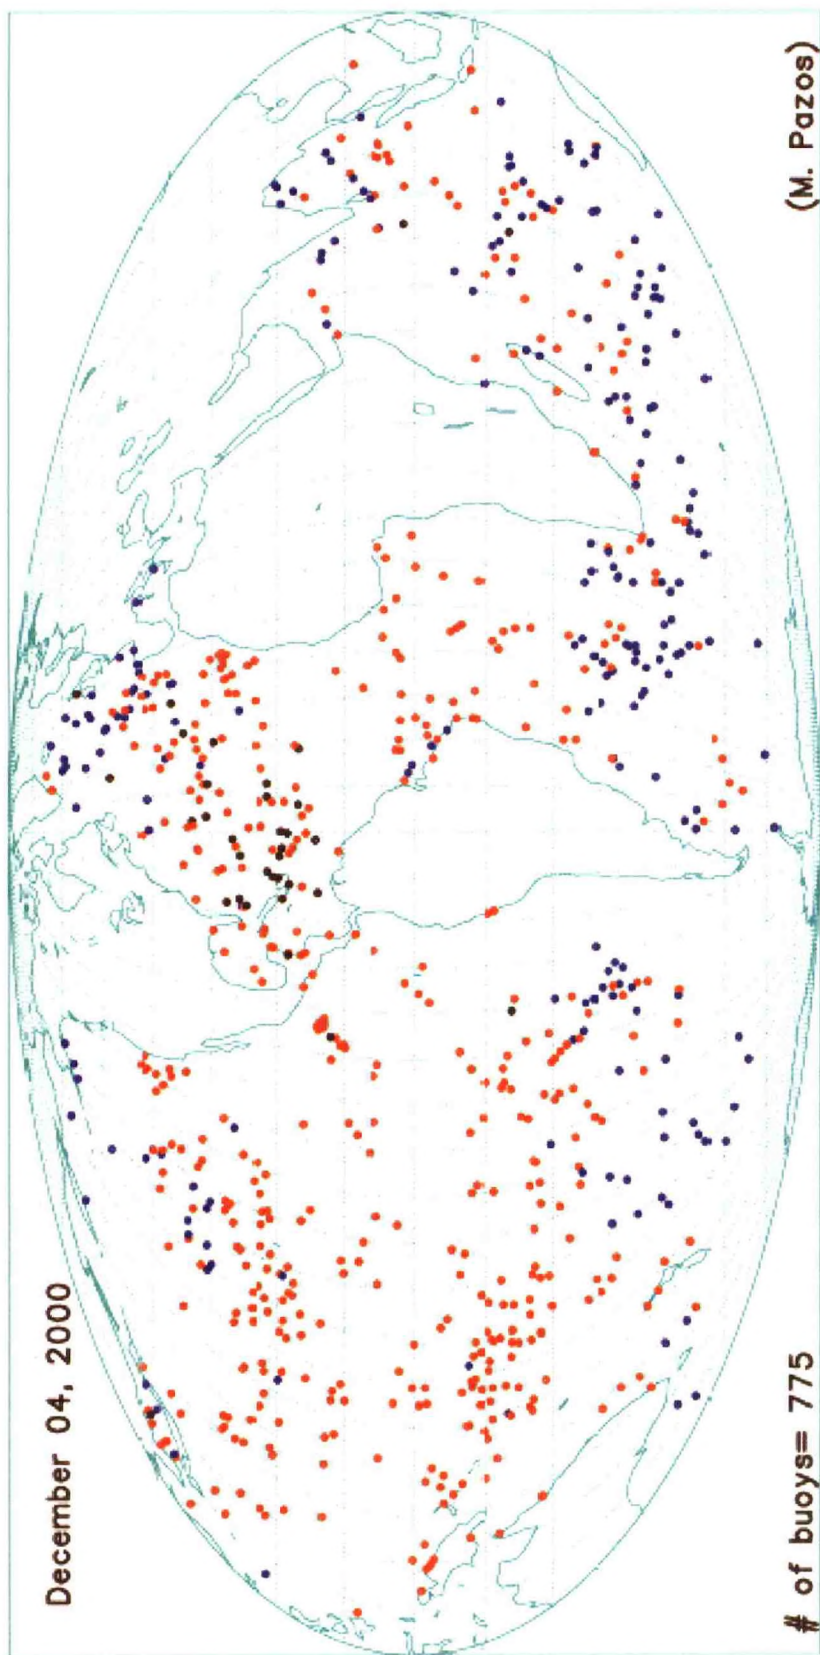 December 04, 2000
# of buoys= 775
(M. Pazos)